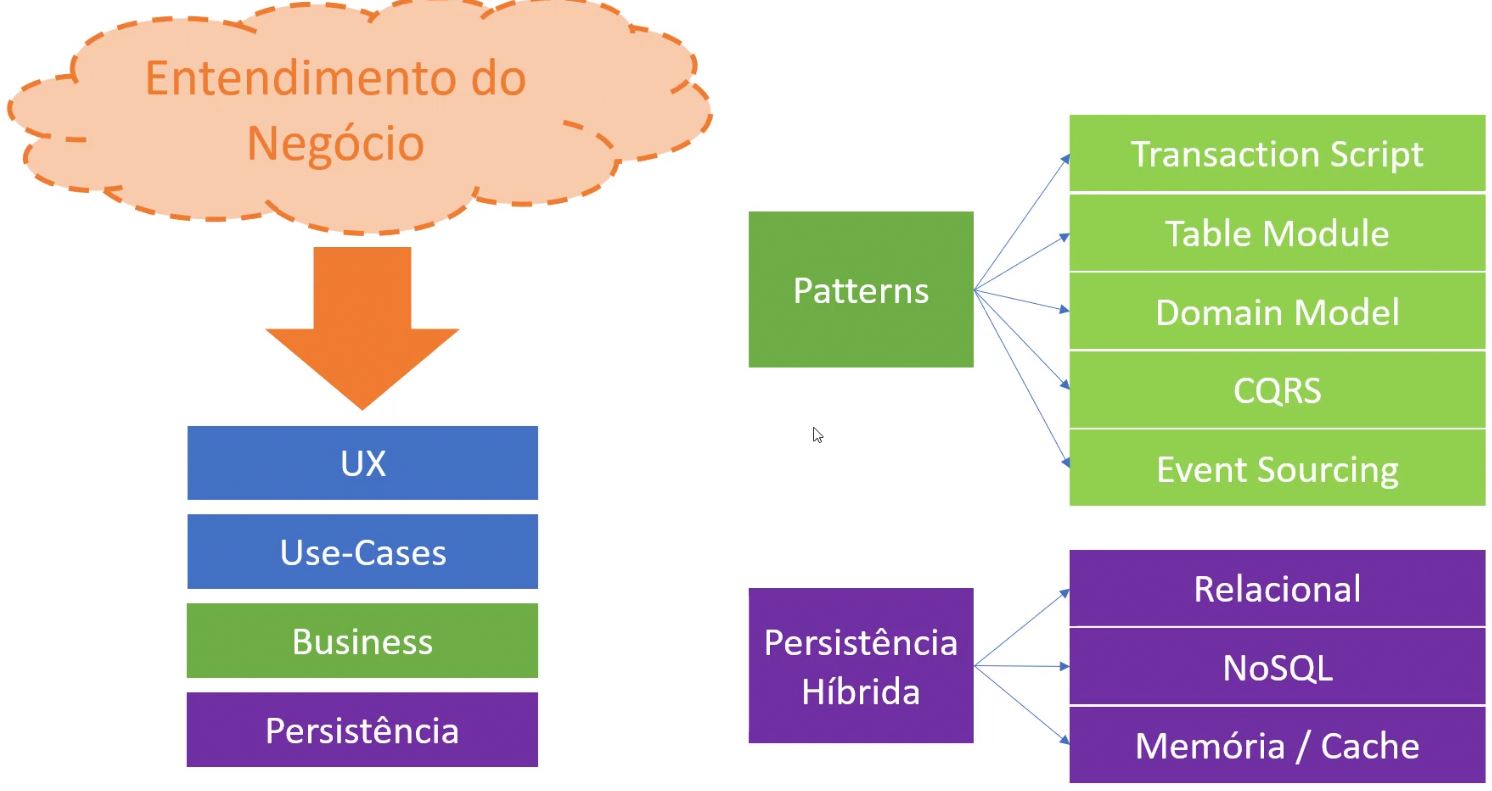 Entendimento do
Negócio
UX
Use-Cases
Business
Persistência
Patterns
Transaction Script
Table Module
Domain Model
CQRS
Event Sourcing
Persistência
Híbrida
Relacional
NoSQL
Memória / Cache